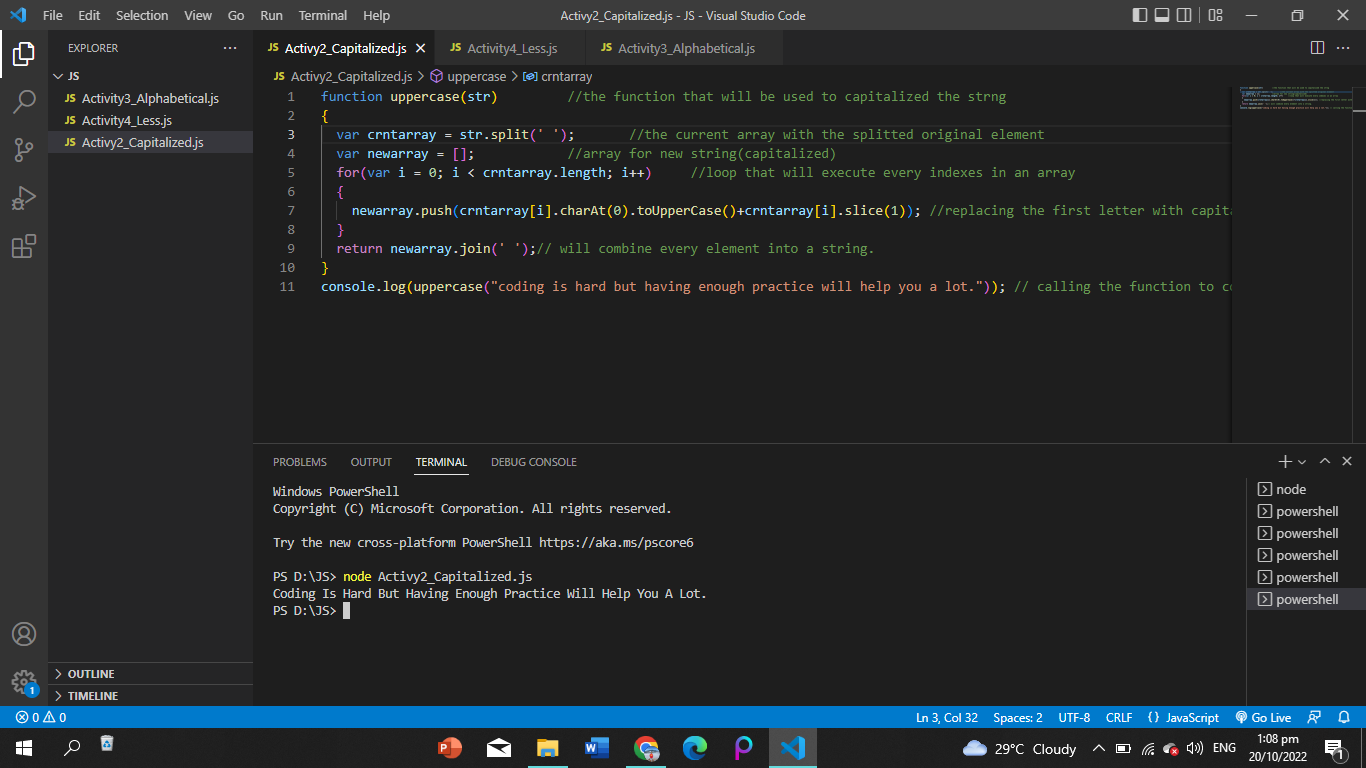 File Edit Selection View Go Run Terminal Help
Activy2_Capitalized.js - JS - Visual Studio Code
EXPLORER
JS
JS Activity3_Alphabetical.js
JS Activity4_Less.js
JS Activy2_Capitalized.js
OUTLINE
TIMELINE
JS Activy2_Capitalized.js
JS Activity4_Less.js
JS Activity3_Alphabetical.js
JS Activy2_Capitalized.js > uppercase > crntarray
1 function uppercase(str) //the function that will be used to capitalized the strng
2 {
3 var crntarray = str.split(' '); //the current array with the splitted original element
4 var newarray = []; //array for new string(capitalized)
5 for(var i = 0; i < crntarray.length; i++) //loop that will execute every indexes in an array
6 {
7 newarray.push(crntarray[i].charAt(0).toUpperCase()+crntarray[i].slice(1)); //replacing the first letter with capita
8 }
9 return newarray.join(' ');// will combine every element into a string.
10 }
11 console.log(uppercase("coding is hard but having enough practice will help you a lot.")); // calling the function to co
PROBLEMS OUTPUT TERMINAL DEBUG CONSOLE
Windows PowerShell
Copyright (C) Microsoft Corporation. All rights reserved.
Try the new cross-platform PowerShell https://aka.ms/pscore6
PS D:\JS> node Activy2_Capitalized.js
Coding Is Hard But Having Enough Practice Will Help You A Lot.
PS D:\JS>
node
powershell
powershell
powershell
powershell
powershell
1
0 0
Ln 3, Col 32 Spaces: 2 UTF-8 CRLF {} JavaScript Go Live
29°C Cloudy
ENG
1:08 pm
20/10/2022
1